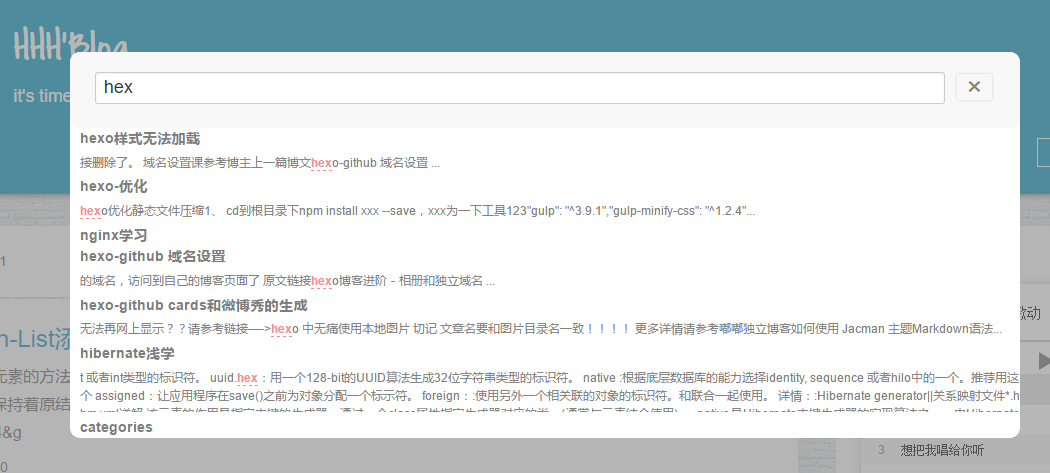 HHH'Blog
it's time
hex
×
hexo样式无法加载
接删除了。 域名设置课参考博主上一篇博文hexo-github 域名设置 ...
hexo-优化
hexo优化静态文件压缩1、 cd到根目录下npm install xxx --save，xxx为一下工具123"gulp": "^3.9.1","gulp-minify-css": "^1.2.4"...
nginx学习
hexo-github 域名设置
的域名，访问到自己的博客页面了 原文链接hexo博客进阶－相册和独立域名 ...
hexo-github cards和微博秀的生成
无法再网上显示？？请参考链接—–>hexo 中无痛使用本地图片 切记 文章名要和图片目录名一致！！！！ 更多详情请参考嘟嘟独立博客如何使用 Jacman 主题Markdown语法...
hibernate浅学
t 或者int类型的标识符。 uuid.hex：用一个128-bit的UUID算法生成32位字符串类型的标识符。 native :根据底层数据库的能力选择identity, sequence 或者hilo中的一个。推荐用这
个 assigned：让应用程序在save()之前为对象分配一个标示符。 foreign：:使用另外一个相关联的对象的标识符。和联合一起使用。 详情：:Hibernate generator||关系映射文件*.h
categories
1
n-List添
元素的方法
保持着原结
4&g
0
歌动
3 想把我唱给你听